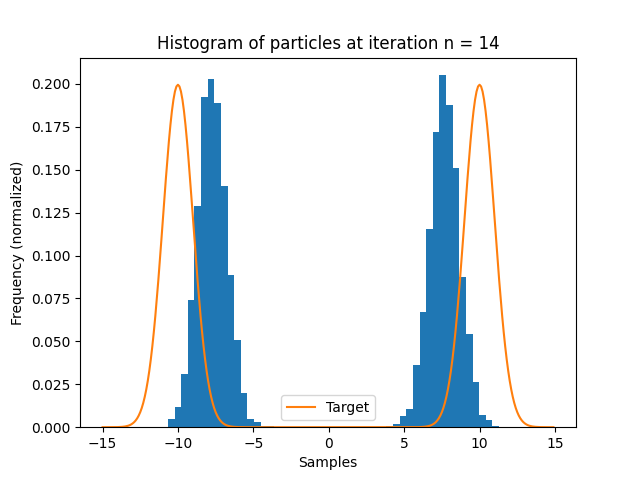 Histogram of particles at iteration n = 14
Frequency (normalized)
0.200
0.175
0.150
0.125
0.100
0.075
0.050
0.025
0.000
Target
−15 −10 −5 0 5 10 15
Samples